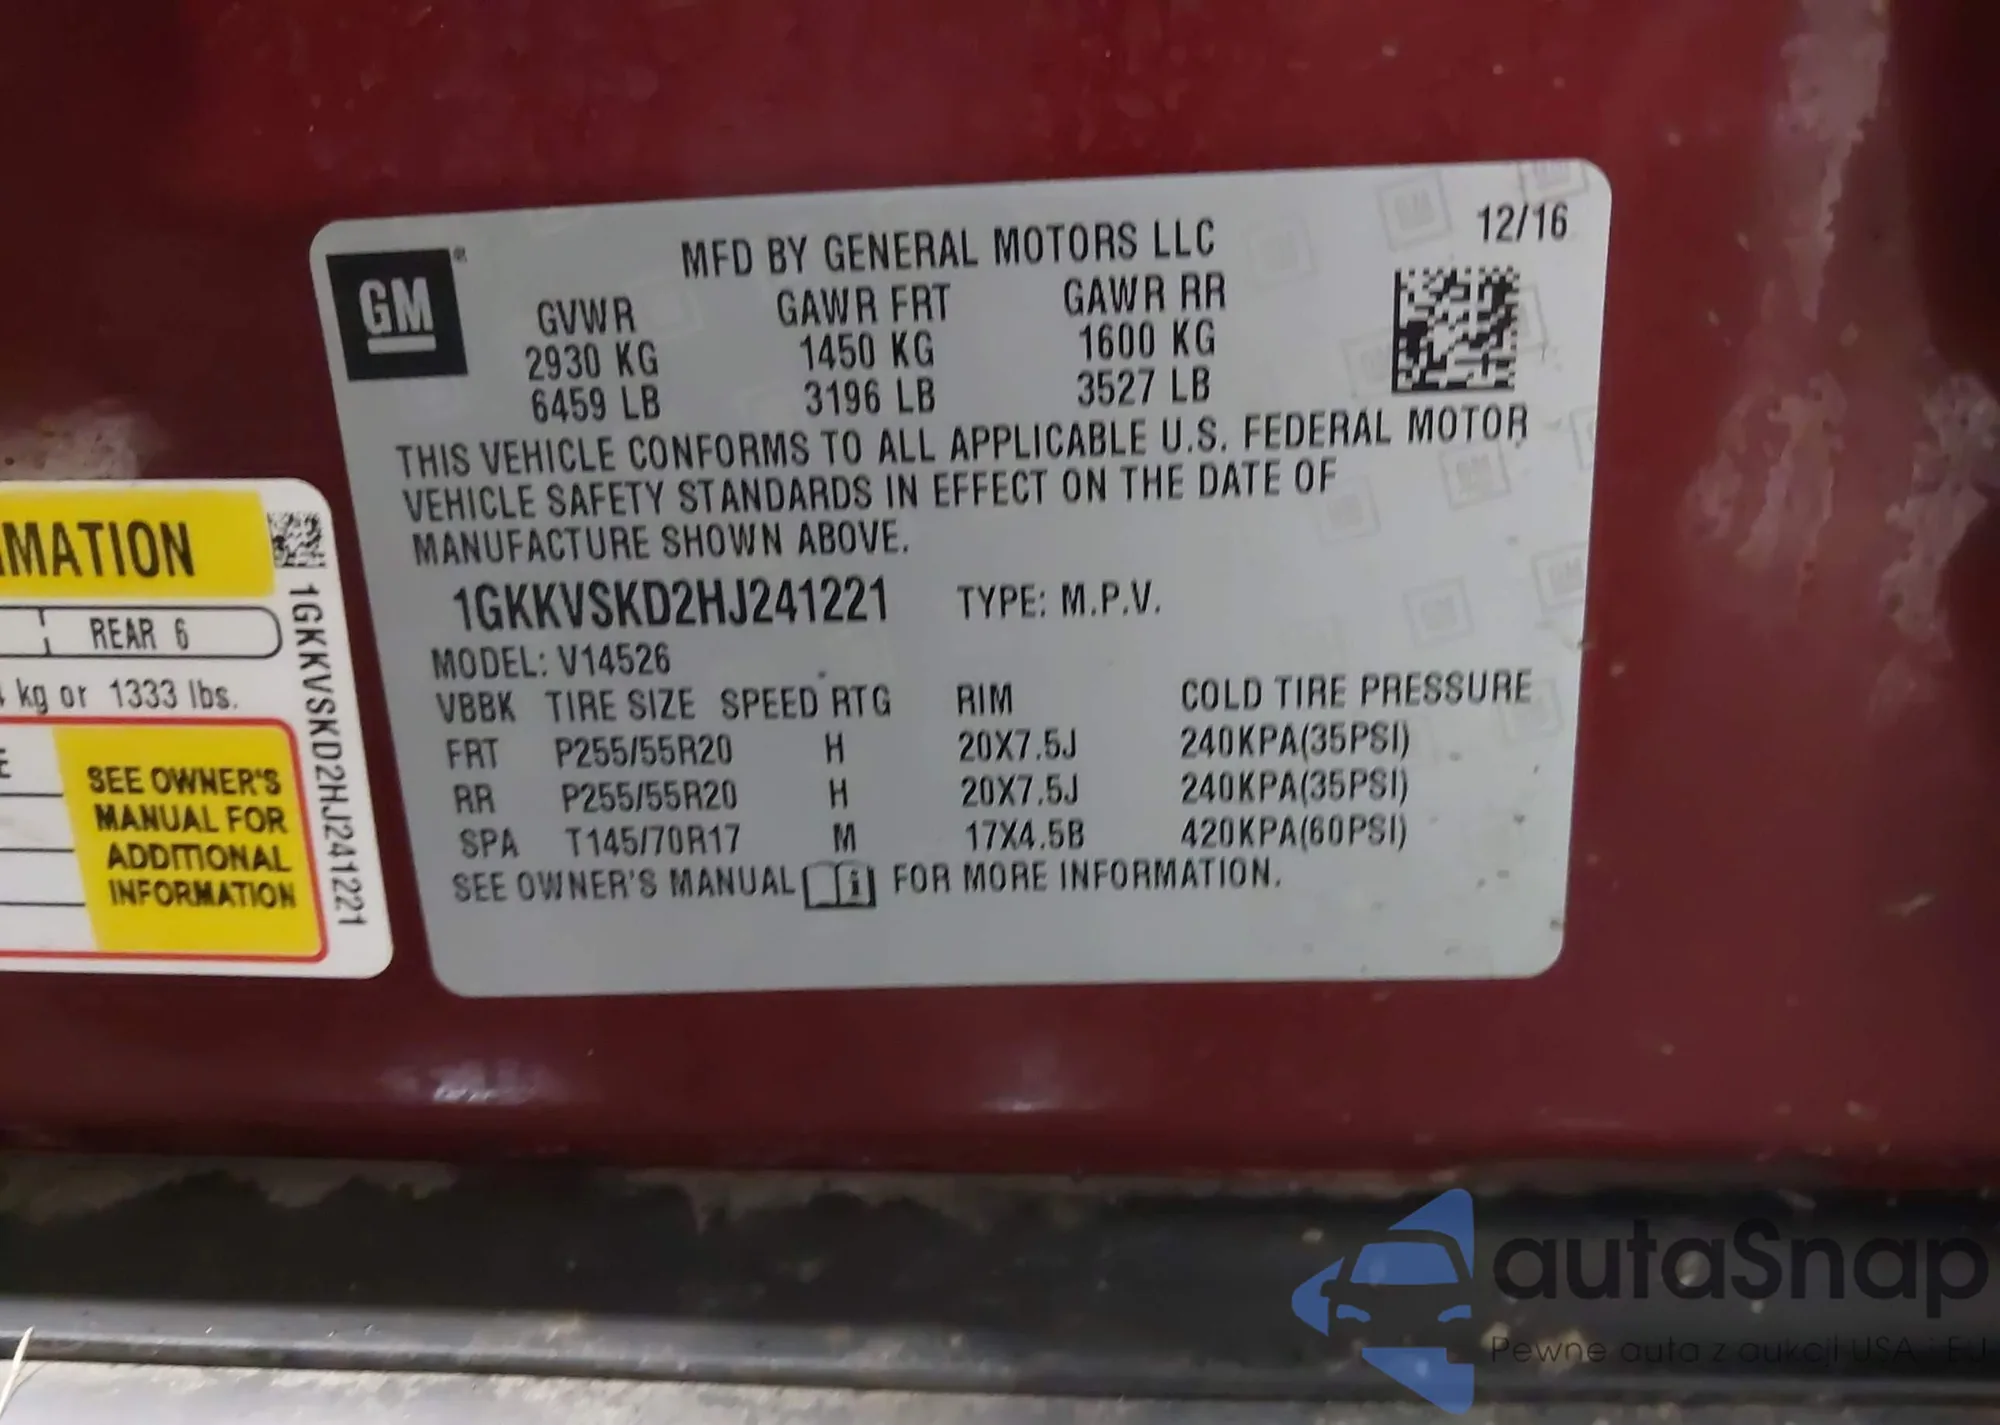 GM
®
MFD BY GENERAL MOTORS LLC
12/16
GVWR GAWR FRT GAWR RR
2930 KG 1450 KG 1600 KG
6459 LB 3196 LB 3527 LB
THIS VEHICLE CONFORMS TO ALL APPLICABLE U.S. FEDERAL MOTOR
VEHICLE SAFETY STANDARDS IN EFFECT ON THE DATE OF
MANUFACTURE SHOWN ABOVE.
1GKKVSKD2HJ241221 TYPE: M.P.V.
MODEL: V14526
VBBK TIRE SIZE SPEED RTG RIM COLD TIRE PRESSURE
FRT P255/55R20 H 20X7.5J 240KPA(35PSI)
RR P255/55R20 H 20X7.5J 240KPA(35PSI)
SPA T145/70R17 M 17X4.5B 420KPA(60PSI)
SEE OWNER'S MANUAL FOR MORE INFORMATION.
MATION
REAR 6
kg or 1333 lbs.
SEE OWNER'S
MANUAL FOR
ADDITIONAL
INFORMATION
1GKKVSKD2HJ241221
autaSnap
Pewne auta z aukcji USA i EU